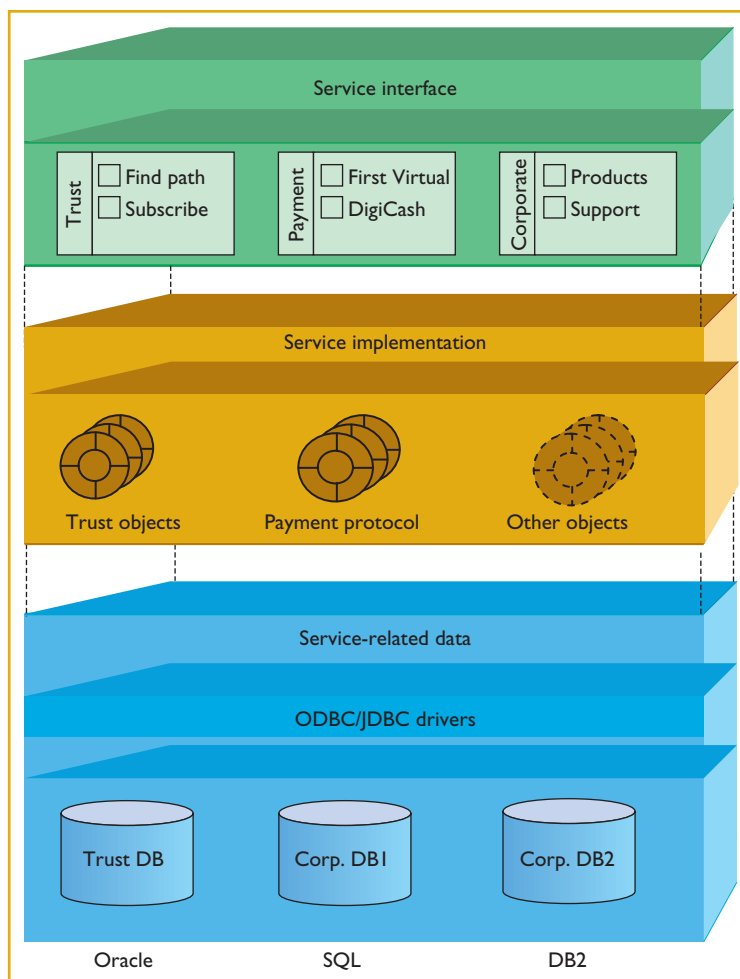 Service interface
Trust
Find path
Subscribe
Payment
First Virtual
DigiCash
Corporate
Products
Support
Service implementation
Trust objects
Payment protocol
Other objects
Service-related data
ODBC/JDBC drivers
Trust DB
Corp. DB1
Corp. DB2
Oracle
SQL
DB2